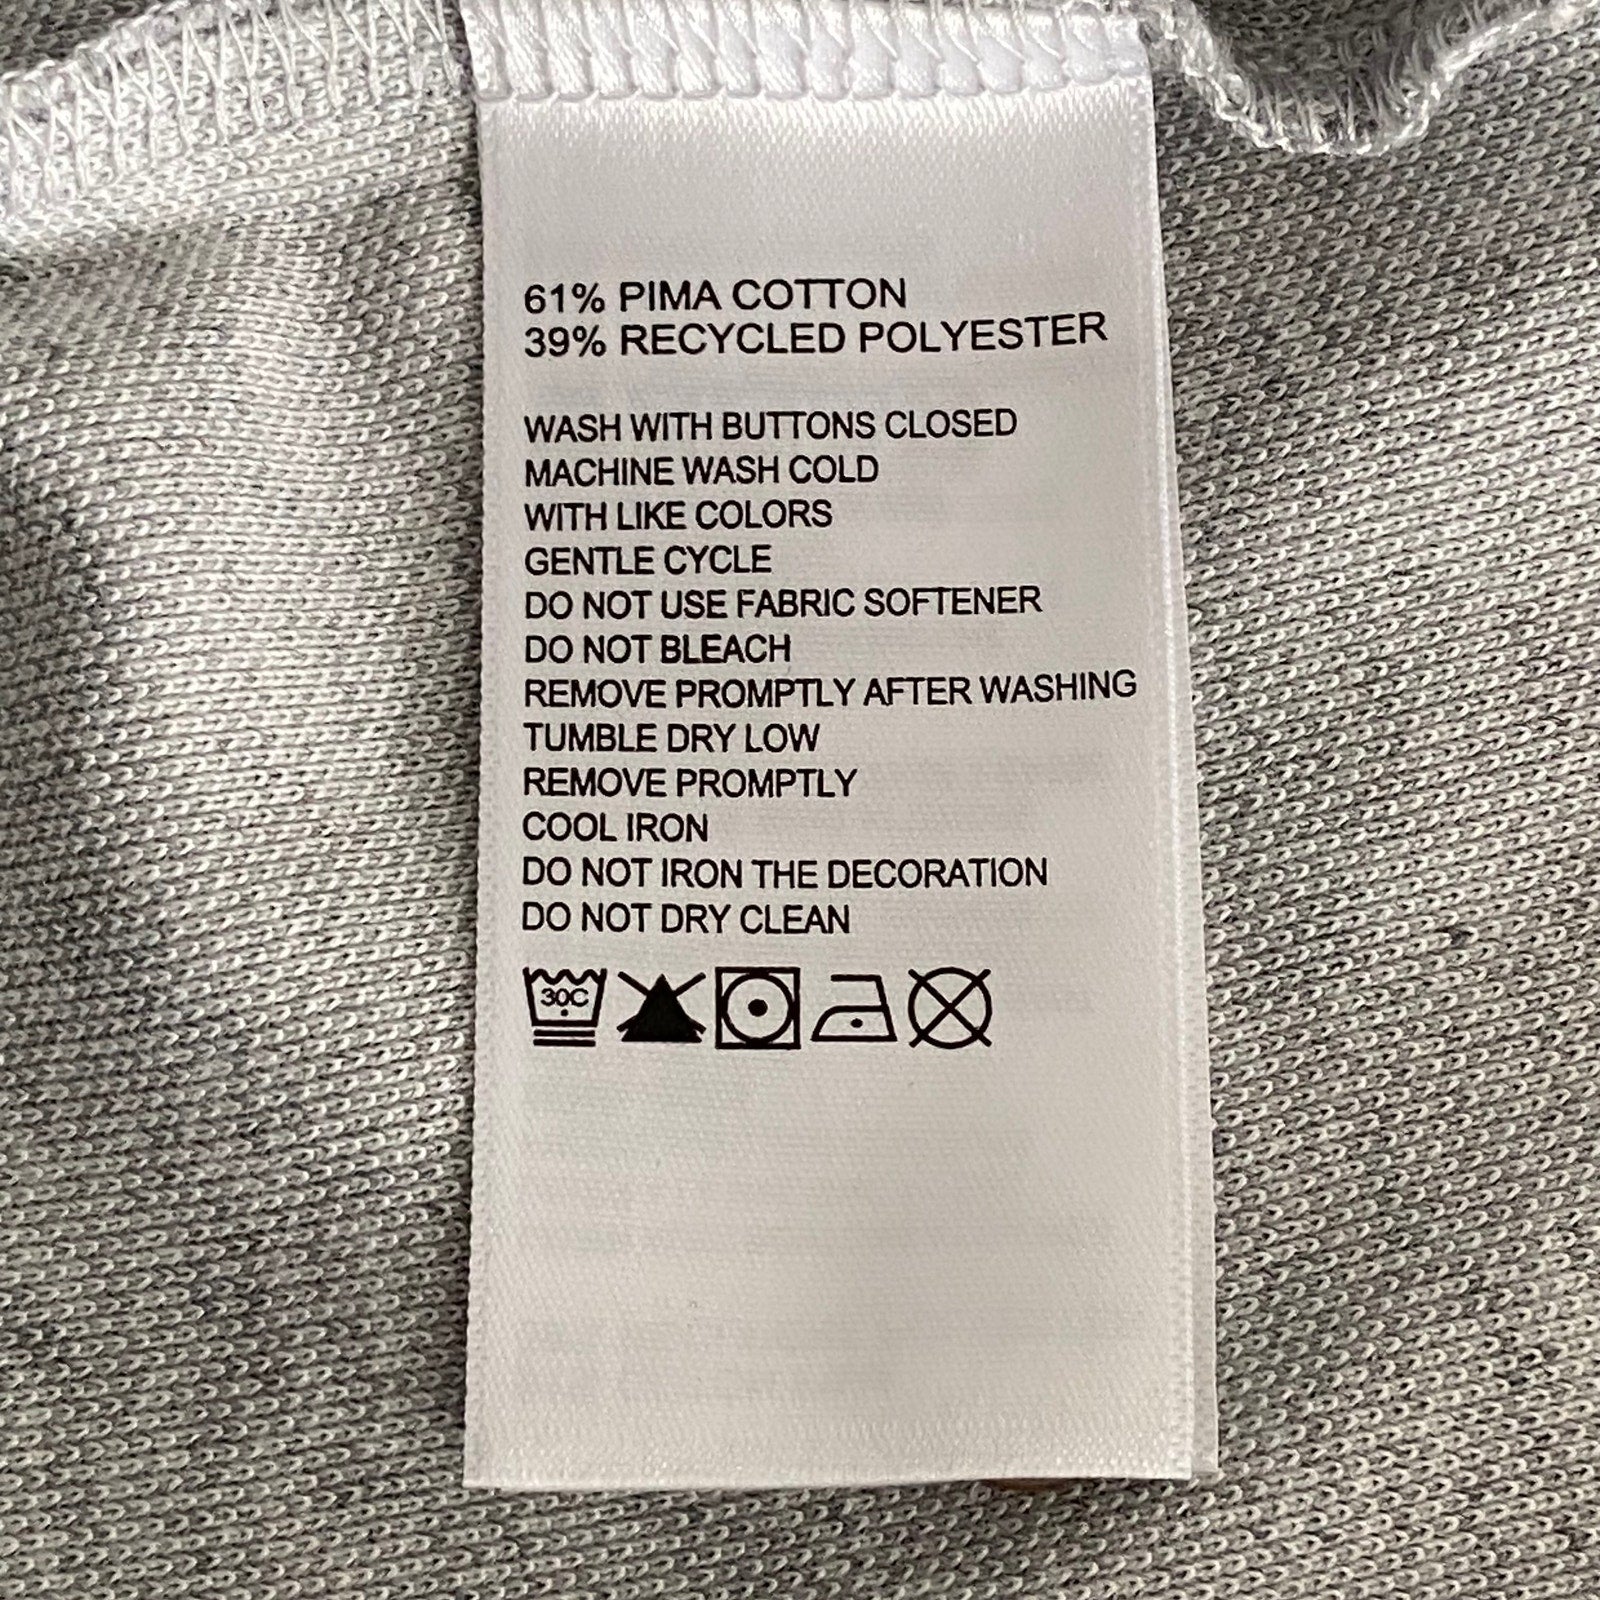 61% PIMA COTTON
39% RECYCLED POLYESTER
WASH WITH BUTTONS CLOSED
MACHINE WASH COLD
WITH LIKE COLORS
GENTLE CYCLE
DO NOT USE FABRIC SOFTENER
DO NOT BLEACH
REMOVE PROMPTLY AFTER WASHING
TUMBLE DRY LOW
REMOVE PROMPTLY
COOL IRON
DO NOT IRON THE DECORATION
DO NOT DRY CLEAN
30C